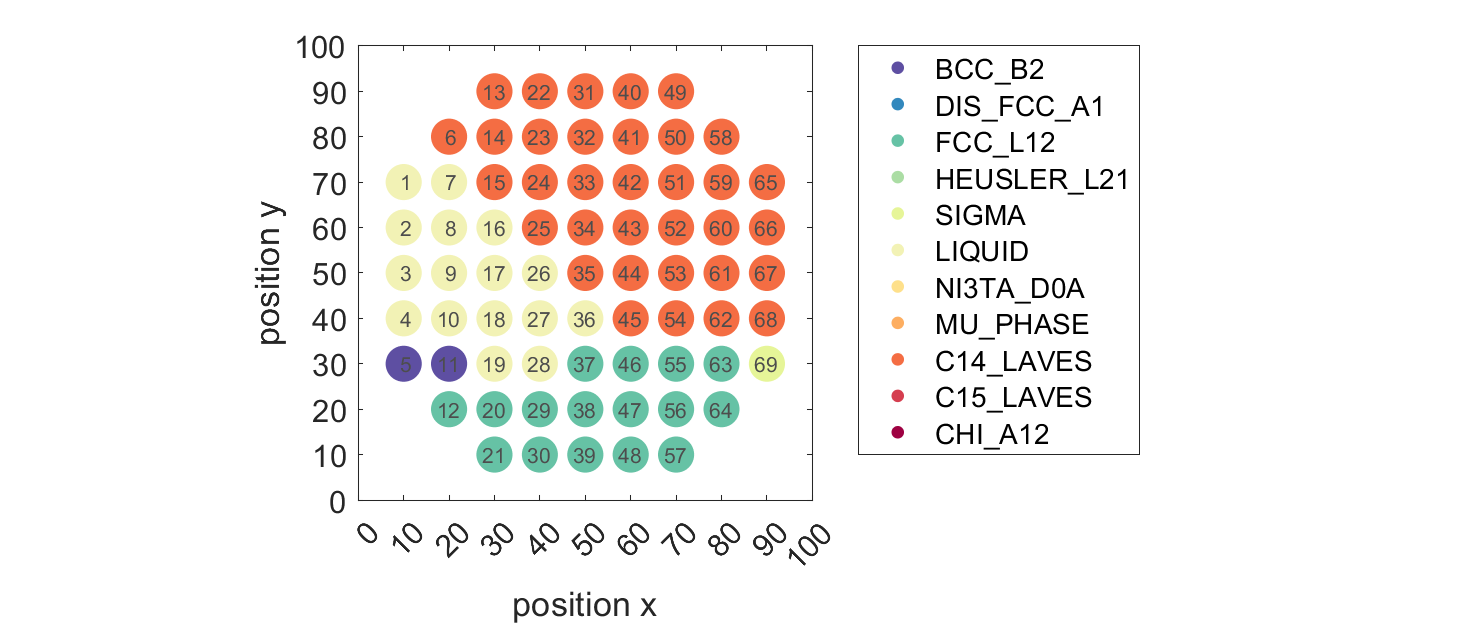 100
90 13 22 31 40 49
80 6 14 23 32 41 50 58
70 1 7 15 24 33 42 51 59 65
60 2 8 16 25 34 43 52 60 66
50 3 9 17 26 35 44 53 61 67
40 4 10 18 27 36 45 54 62 68
30 5 11 19 28 37 46 55 63 69
20 12 20 29 38 47 56 64
10 21 30 39 48 57
0
0 10 20 30 40 50 60 70 80 90 100
position x
position y
BCC_B2
DIS_FCC_A1
FCC_L12
HEUSLER_L21
SIGMA
LIQUID
NI3TA_D0A
MU_PHASE
C14_LAVES
C15_LAVES
CHI_A12